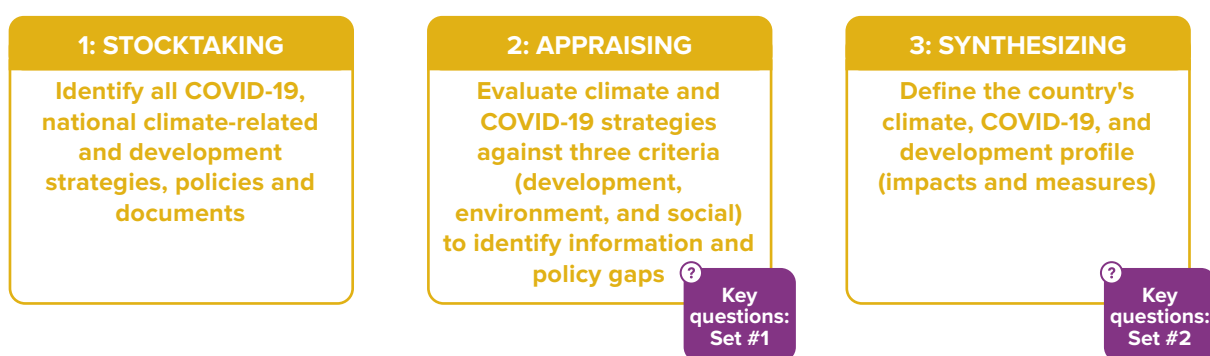 1: STOCKTAKING
Identify all COVID-19,
national climate-related
and development
strategies, policies and
documents
2: APPRAISING
Evaluate climate and
COVID-19 strategies
against three criteria
(development,
environment, and social)
to identify information and
policy gaps
?
Key
questions:
Set #1
3: SYNTHESIZING
Define the country's
climate, COVID-19, and
development profile
(impacts and measures)
?
Key
questions:
Set #2